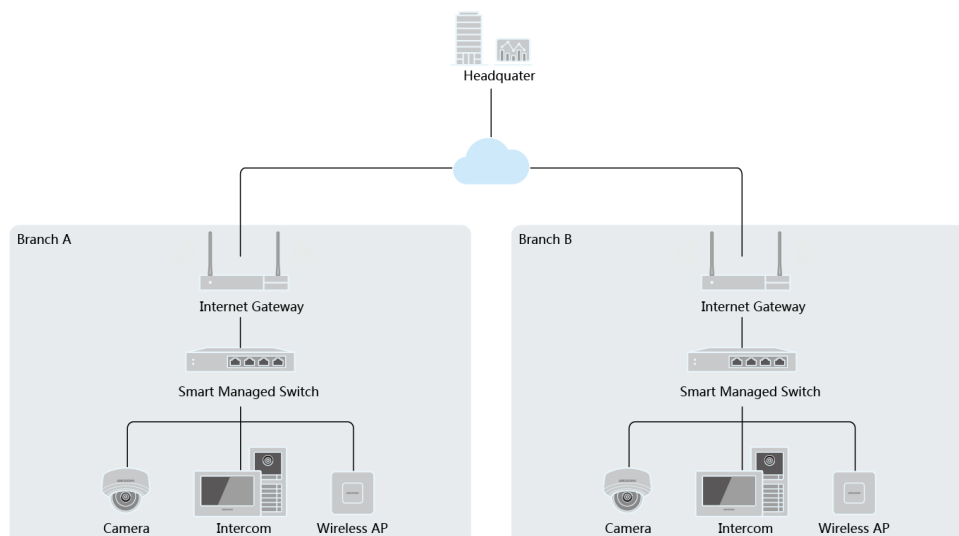 Headquater
Branch A
Branch B
Internet Gateway
Internet Gateway
Smart Managed Switch
Smart Managed Switch
Camera
Intercom
Wireless AP
Camera
Intercom
Wireless AP